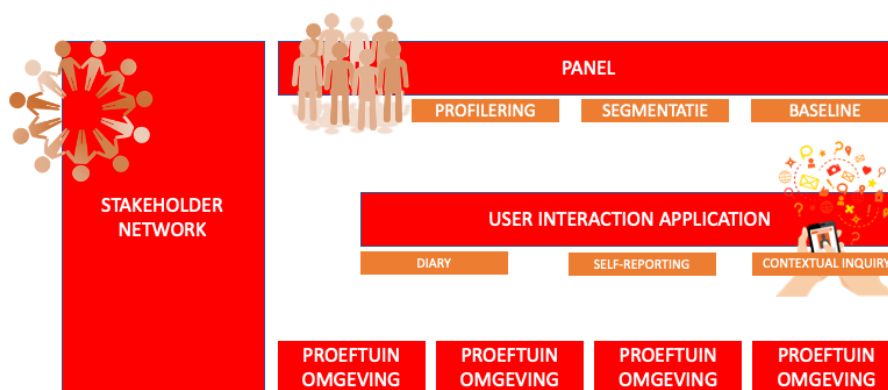 STAKEHOLDER
NETWORK
PANEL
PROFILERING
SEGMENTATIE
BASELINE
USER INTERACTION APPLICATION
DIARY
SELF-REPORTING
CONTEXTUAL INQUIRY
PROEFTUIN
OMGEVING
PROEFTUIN
OMGEVING
PROEFTUIN
OMGEVING
PROEFTUIN
OMGEVING